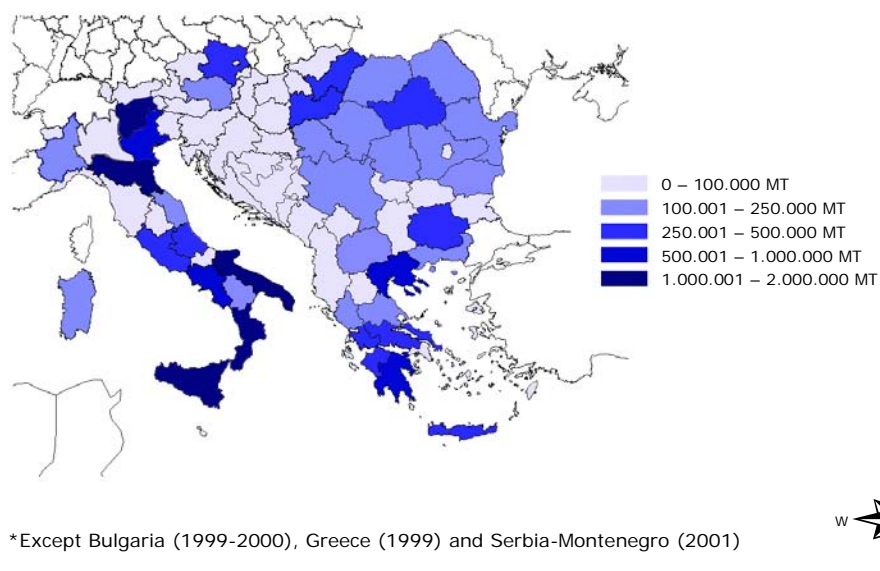 0 – 100.000 MT
100.001 – 250.000 MT
250.001 – 500.000 MT
500.001 – 1.000.000 MT
1.000.001 – 2.000.000 MT
W
*Except Bulgaria (1999-2000), Greece (1999) and Serbia-Montenegro (2001)